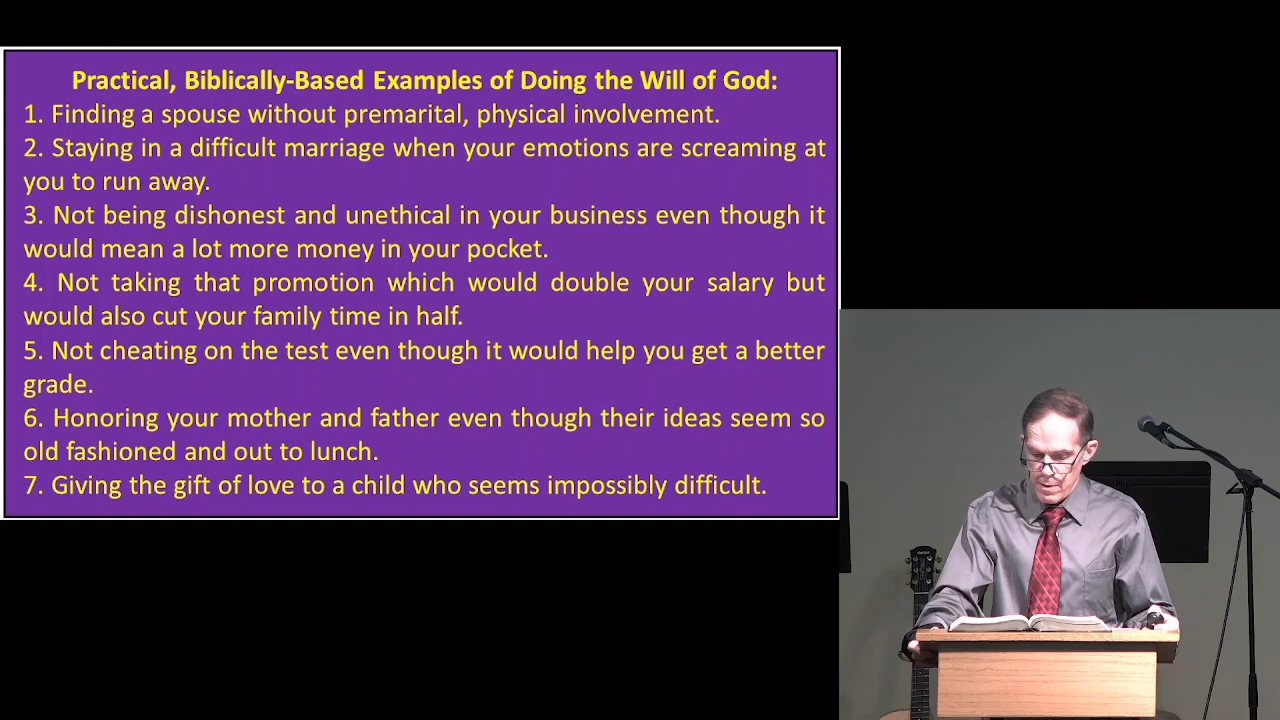 Practical, Biblically-Based Examples of Doing the Will of God:
1. Finding a spouse without premarital, physical involvement.
2. Staying in a difficult marriage when your emotions are screaming at
you to run away.
3. Not being dishonest and unethical in your business even though it
would mean a lot more money in your pocket.
4. Not taking that promotion which would double your salary but
would also cut your family time in half.
5. Not cheating on the test even though it would help you get a better
grade.
6. Honoring your mother and father even though their ideas seem so
old fashioned and out to lunch.
7. Giving the gift of love to a child who seems impossibly difficult.